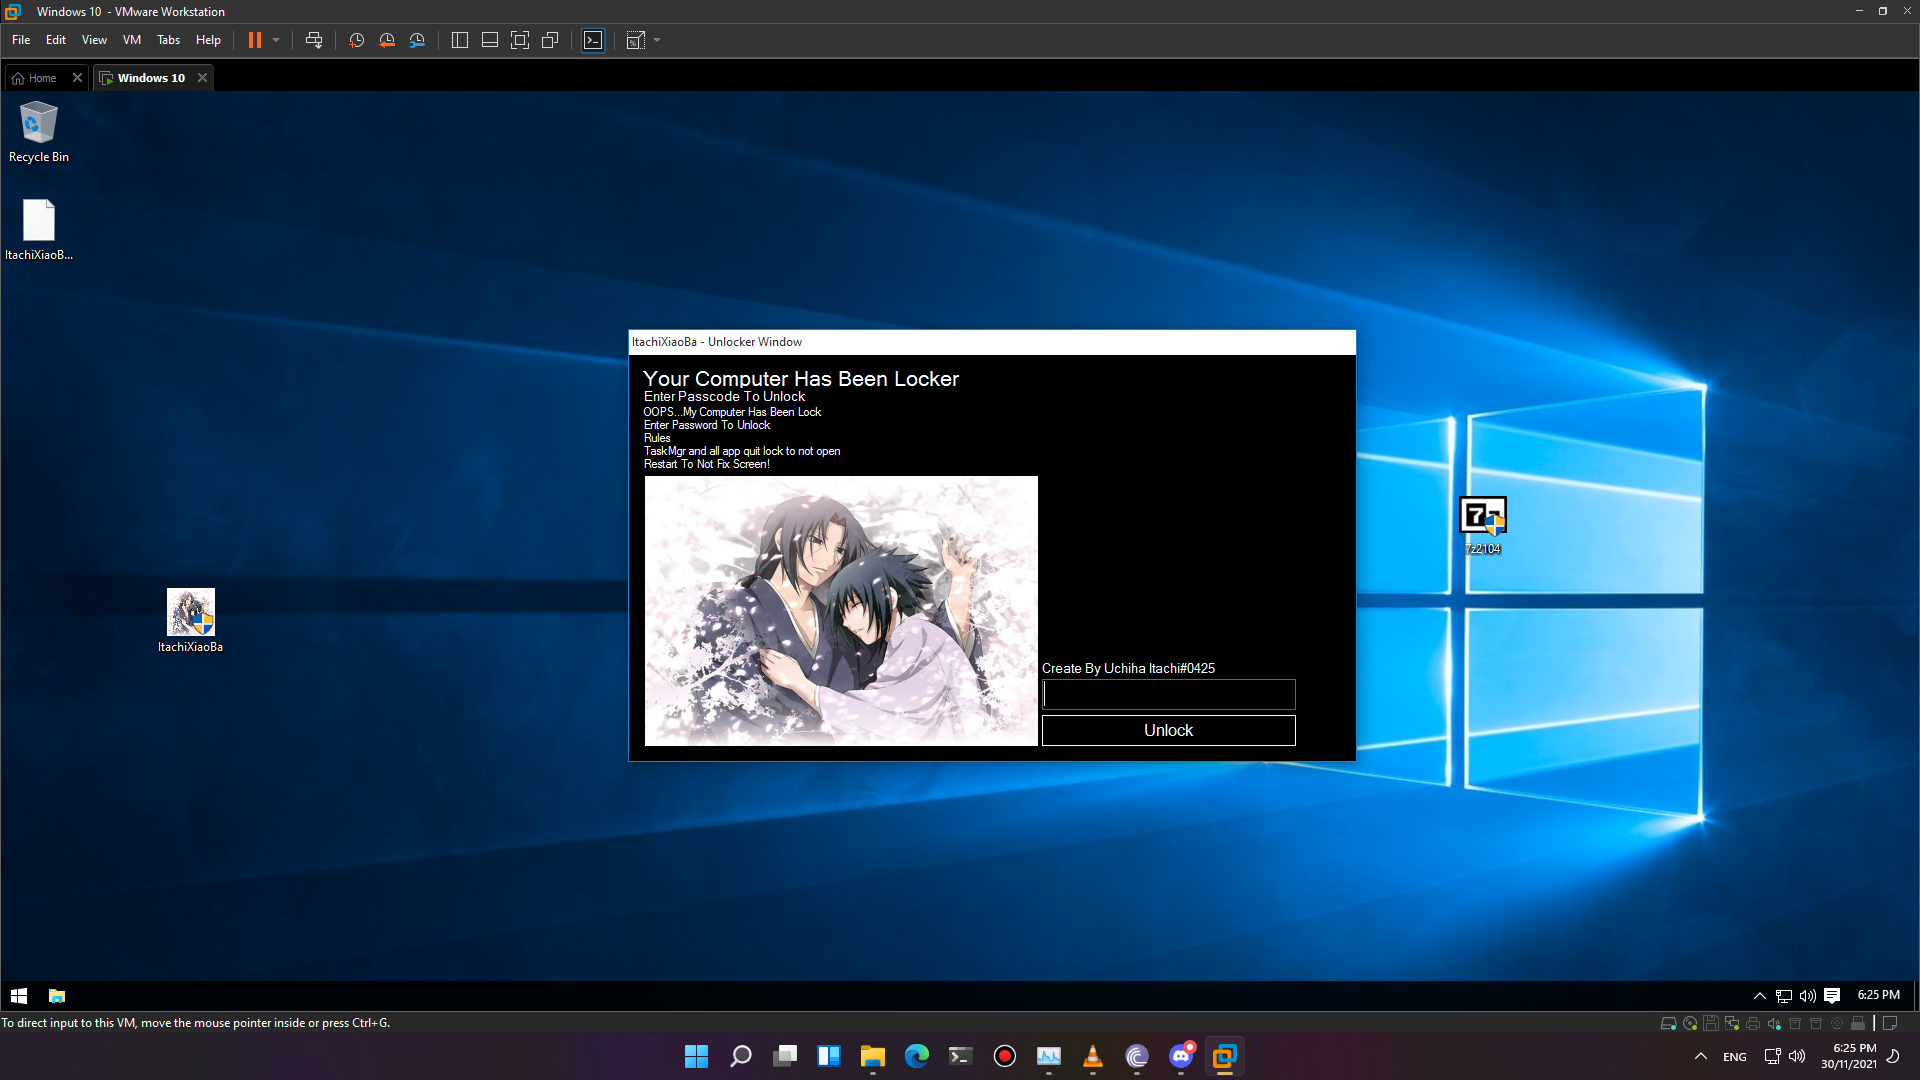 Windows 10 - VMware Workstation
File Edit View VM Tabs Help
Home
Windows 10
Recycle Bin
ItachiXiaoB...
ItachiXiaoBa - Unlocker Window
Your Computer Has Been Locker
Enter Passcode To Unlock
OOPS...My Computer Has Been Lock
Enter Password To Unlock
Rules
TaskMgr and all app quit lock to not open
Restart To Not Fix Screen!
7z2104
ItachiXiaoBa
Create By Uchiha Itachi#0425
Unlock
6:25 PM
To direct input to this VM, move the mouse pointer inside or press Ctrl+G.
ENG
6:25 PM
30/11/2021